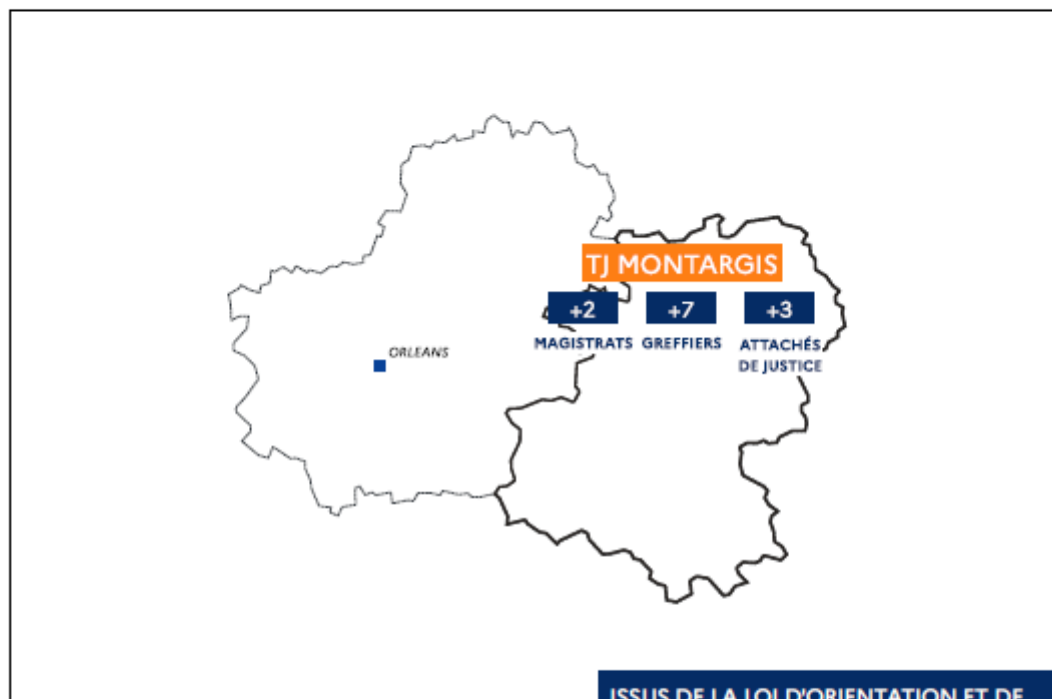 TJ MONTARGIS
+2
+7
+3
MAGISTRATS
GREFFIERS
ATTACHÉS
DE JUSTICE
ORLEANS
ISSUS DE LA LOI D'ORIENTATION ET DE